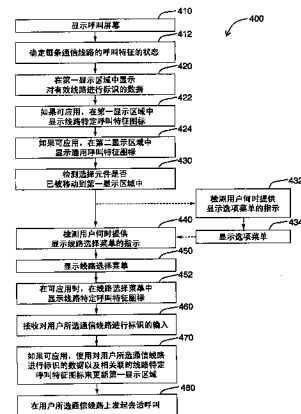 410
400
显示呼叫屏幕
412
确定每条通信线路的呼叫特征的状态
420
在第一显示区域中显示
对有效线路进行标识的数据
422
如果可应用，在第一显示区域中
显示线路特定呼叫特征图标
424
如果可应用，在第二显示区域中
显示通用呼叫特征图标
430
检测选择元件是否
已被移动到第一显示区域中
432
检测用户何时提供
显示选项菜单的指示
434
显示选项菜单
440
检测用户何时提供
显示线路选择菜单的指示
450
显示线路选择菜单
452
在可应用时，在线路选择菜单中
显示线路特定呼叫特征图标
460
接收对用户所选通信线路进行标识的输入
470
如果可应用，使用对用户所选通信线路
进行标识的数据以及相关联的线路特定
呼叫特征图标来更新第一显示区域
480
在用户所选通信线路上发起去话呼叫